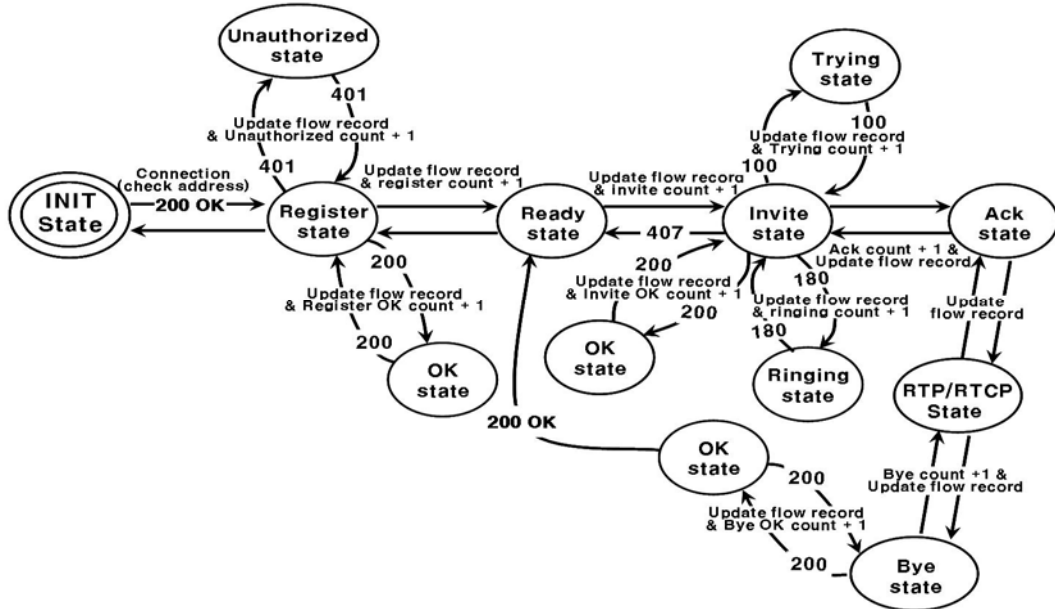 Unauthorized
state
401
Update flow record
& Unauthorized count + 1
401
Trying
state
100
Update flow record
& Trying count + 1
100
INIT
State
Connection
(check address)
200 OK
Register
state
Update flow record
& register count + 1
Ready
state
Update flow record
& invite count + 1
407
Invite
state
Ack
state
Ack count + 1 &
Update flow record
200
Update flow record
& Register OK count + 1
200
OK
state
200
Update flow record
& Invite OK count + 1
200
OK
state
180
Update flow record
& ringing count + 1
180
Ringing
state
Update
flow record
RTP/RTCP
State
200 OK
OK
state
200
Update flow record
& Bye OK count + 1
200
Bye count +1 &
Update flow record
Bye
state